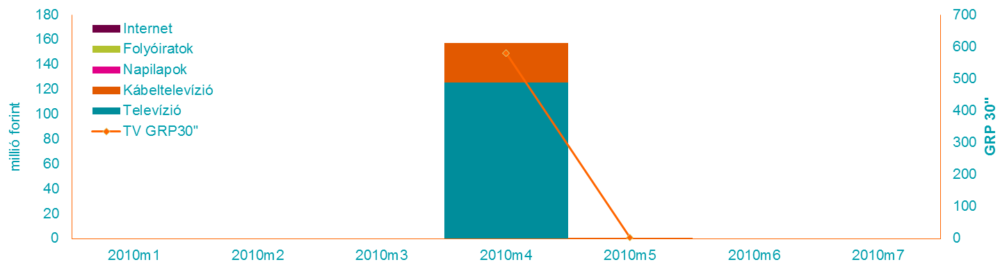 180
160
140
120
100
80
60
40
20
0
millió forint
Internet
Folyóiratok
Napilapok
Kábeltelevízió
Televízió
TV GRP30"
700
600
500
400
300
200
100
0
GRP 30"
2010m1 2010m2 2010m3 2010m4 2010m5 2010m6 2010m7